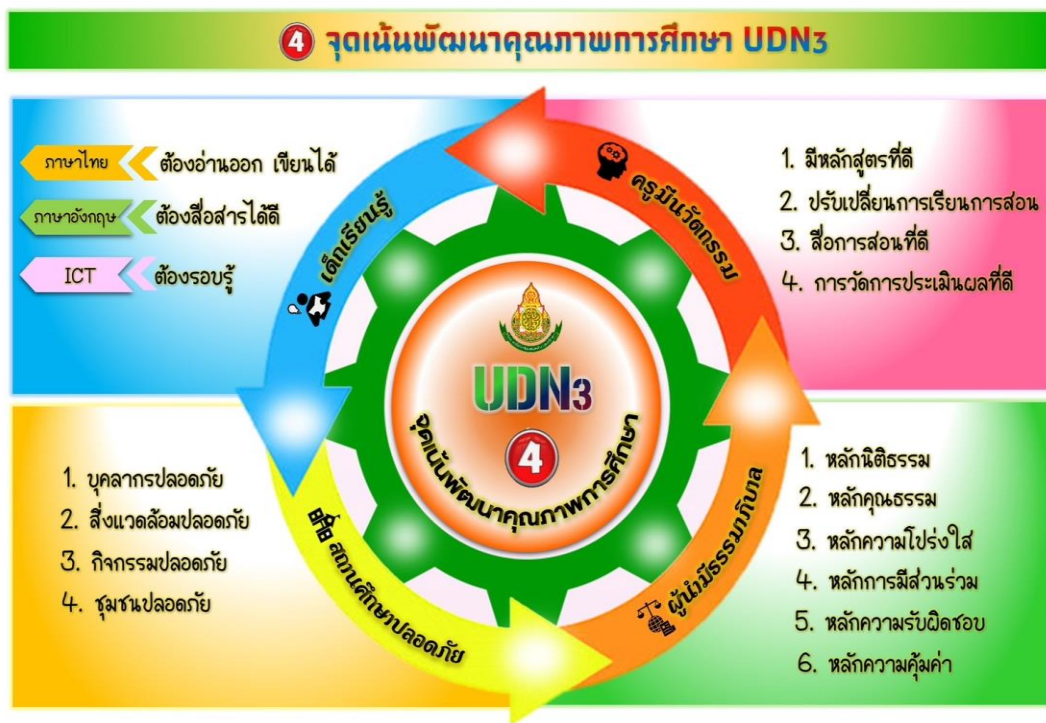 4 จุดเน้นพัฒนาคุณภาพการศึกษา UDN3
ภาษาไทย ต้องอ่านออก เขียนได้
ภาษาอังกฤษ ต้องสื่อสารได้ดี
ICT ต้องรอบรู้
เด็กเรียนรู้
ครูมีนวัตกรรม
1. มีหลักสูตรที่ดี
2. ปรับเปลี่ยนการเรียนการสอน
3. สื่อการสอนที่ดี
4. การวัดการประเมินผลที่ดี
UDN3
4
จุดเน้นพัฒนาคุณภาพการศึกษา
1. บุคลากรปลอดภัย
2. สิ่งแวดล้อมปลอดภัย
3. กิจกรรมปลอดภัย
4. ชุมชนปลอดภัย
สถานศึกษาปลอดภัย
ผู้นำมีธรรมาภิบาล
1. หลักนิติธรรม
2. หลักคุณธรรม
3. หลักความโปร่งใส
4. หลักการมีส่วนร่วม
5. หลักความรับผิดชอบ
6. หลักความคุ้มค่า